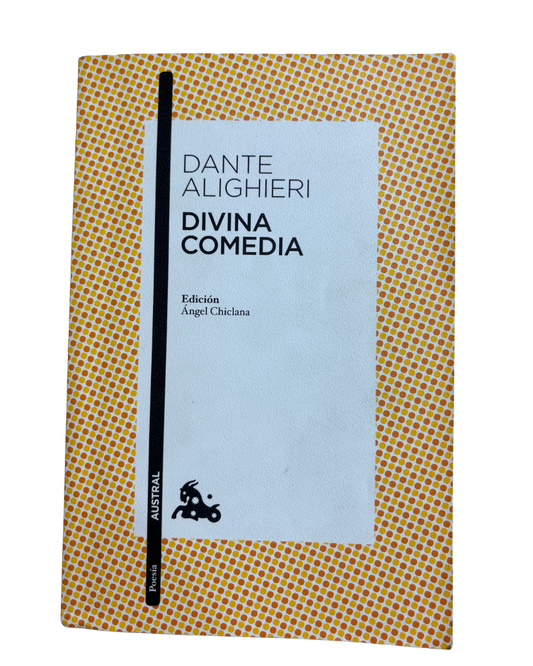 DANTE
ALIGHIERI
DIVINA
COMEDIA
Edición
Ángel Chiclana
AUSTRAL
Poesía